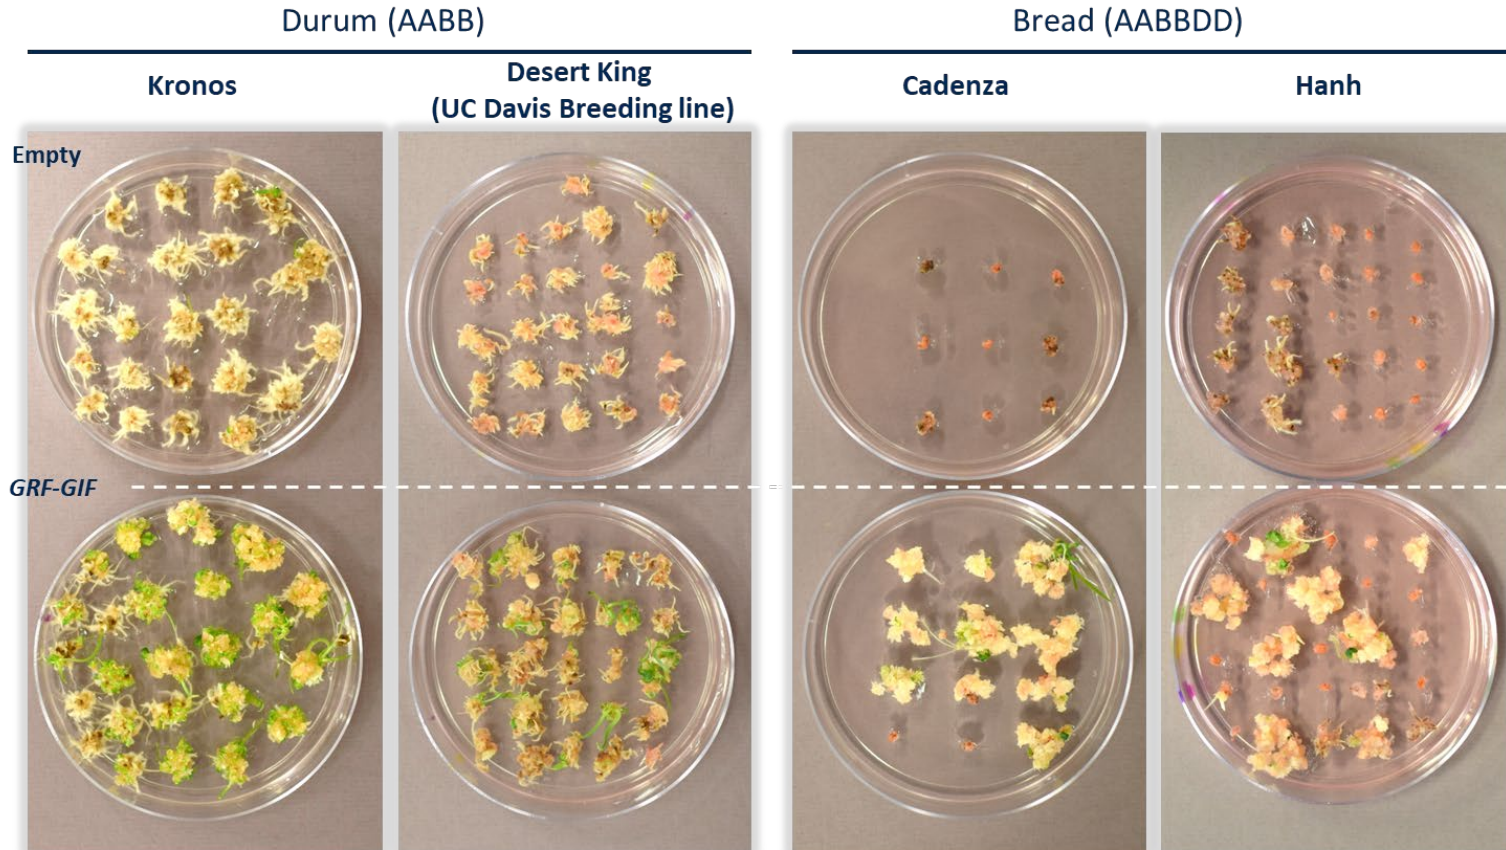 Durum (AABB)
Bread (AABBDD)
Kronos
Desert King
(UC Davis Breeding line)
Cadenza
Hanh
Empty
GRF-GIF